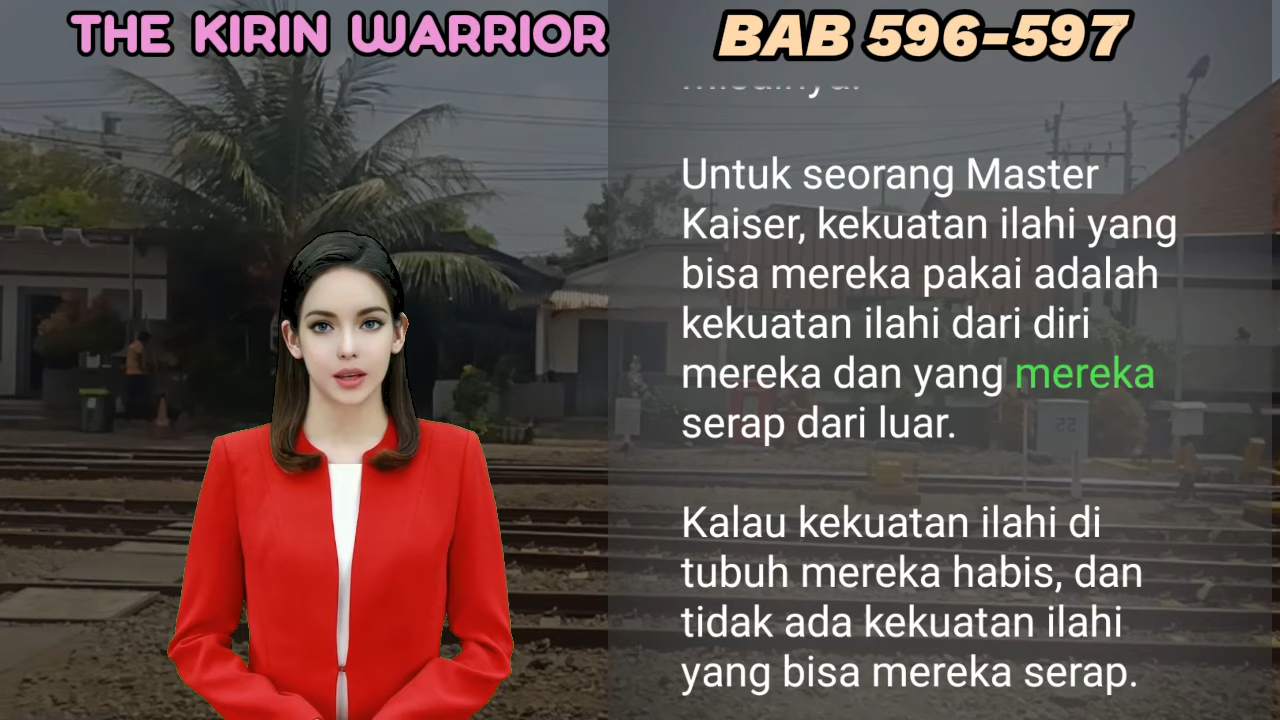 THE KIRIN WARRIOR
BAB 596-597
Untuk seorang Master
Kaiser, kekuatan ilahi yang
bisa mereka pakai adalah
kekuatan ilahi dari diri
mereka dan yang mereka
serap dari luar.
Kalau kekuatan ilahi di
tubuh mereka habis, dan
tidak ada kekuatan ilahi
yang bisa mereka serap.